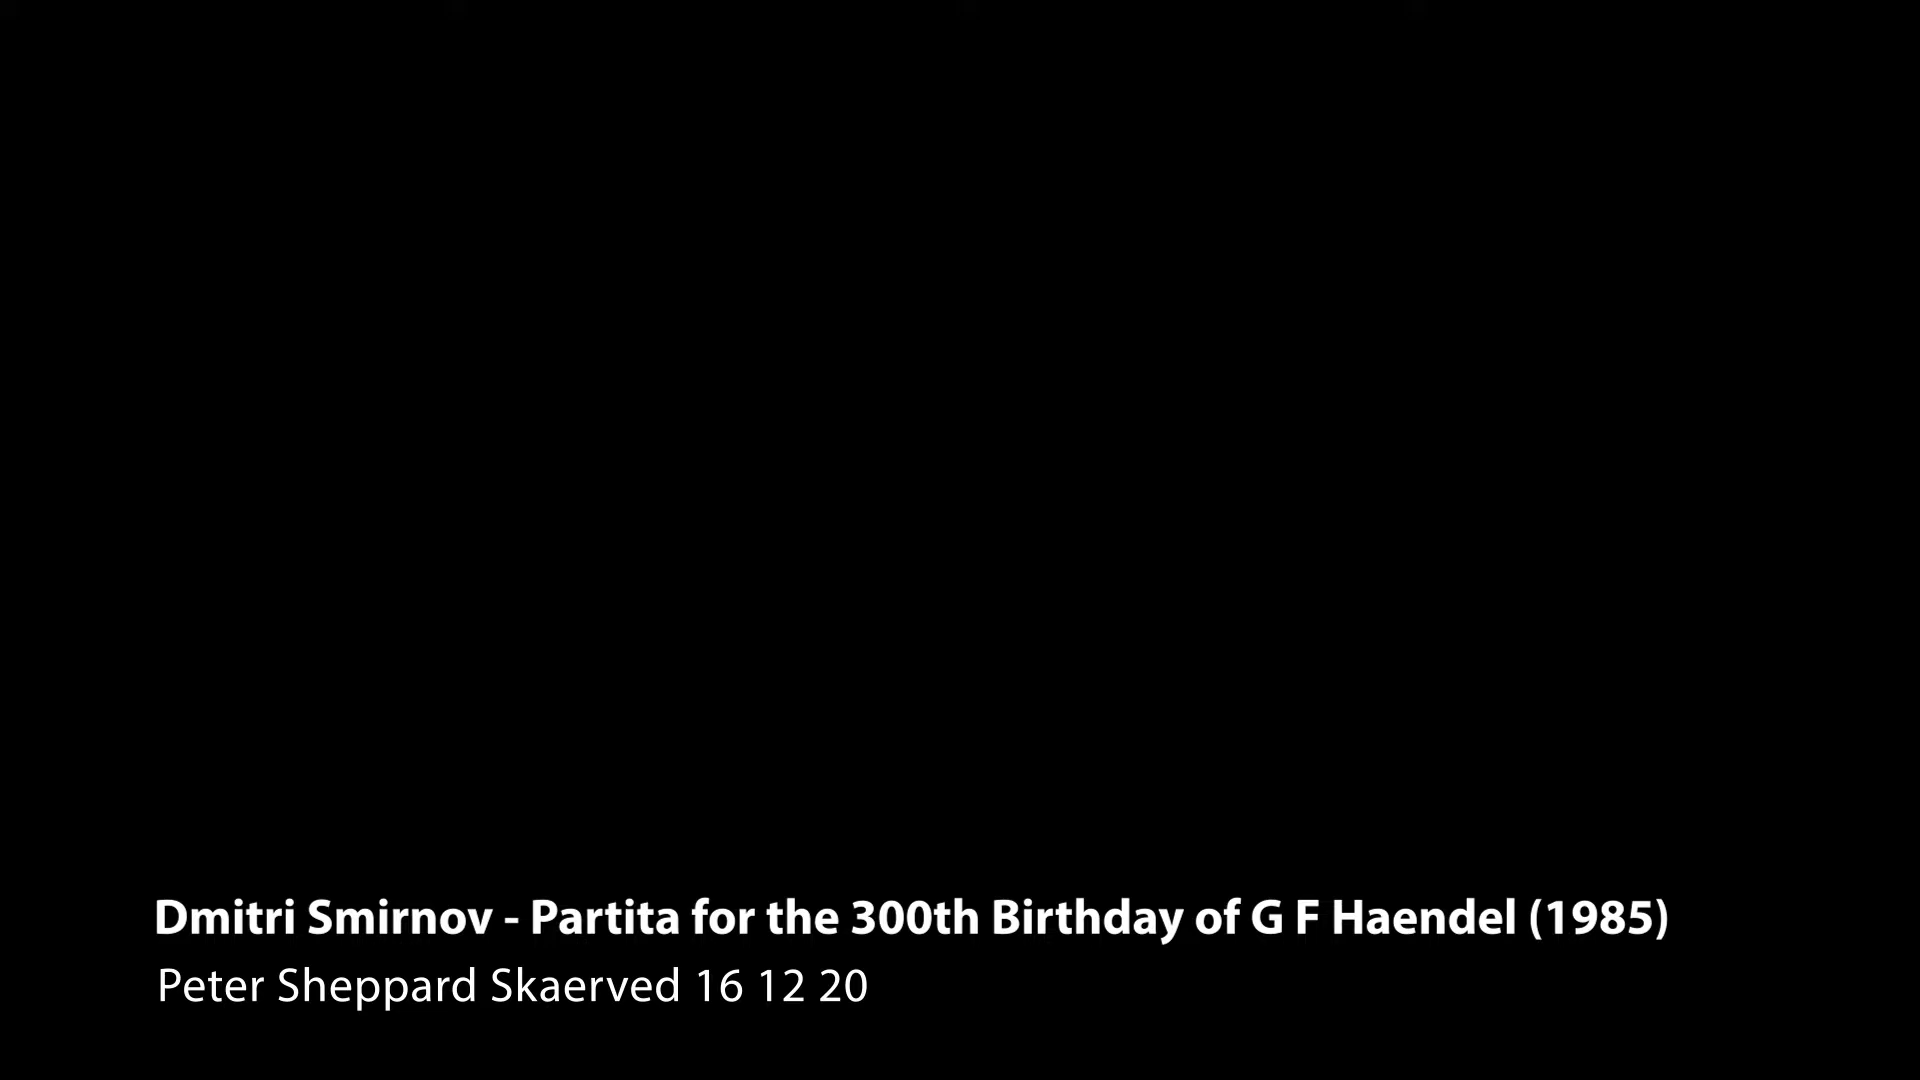 Dmitri Smirnov - Partita for the 300th Birthday of G F Haendel (1985)
Peter Sheppard Skaerved 16 12 20